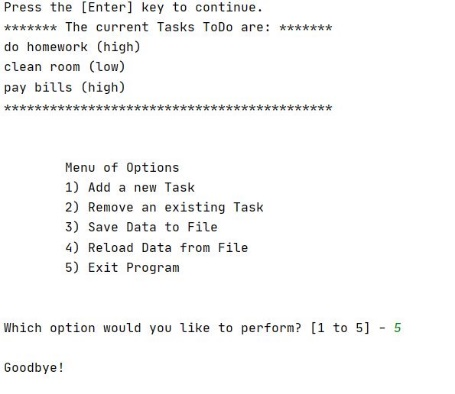 Press the [Enter] key to continue.
******* The current Tasks ToDo are: *******
do homework (high)
clean room (low)
pay bills (high)
*******************************************
Menu of Options
1) Add a new Task
2) Remove an existing Task
3) Save Data to File
4) Reload Data from File
5) Exit Program
Which option would you like to perform? [1 to 5] - 5
Goodbye!